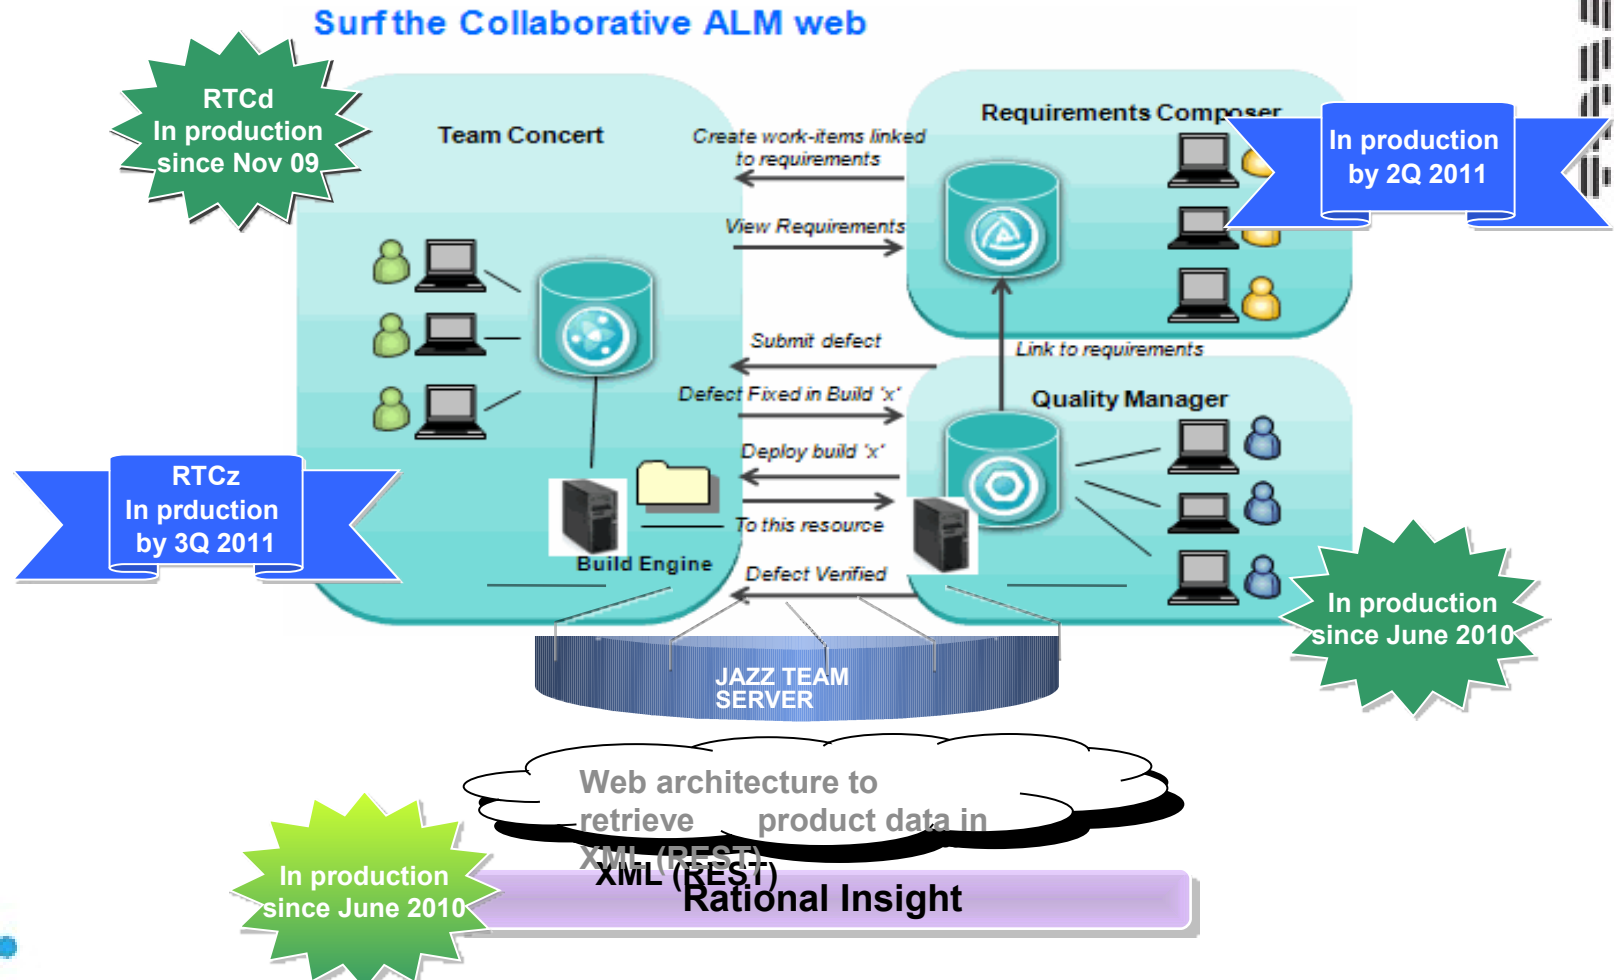 Surf the Collaborative ALM web
RTCd
In production
since Nov 09
Team Concert
Create work-items linked
to requirements
View Requirements
Requirements Composer
In production
by 2Q 2011
Submit defect
Link to requirements
Defect Fixed in Build 'x'
Quality Manager
Deploy build 'x'
To this resource
RTCz
In prduction
by 3Q 2011
Build Engine
Defect Verified
In production
since June 2010
JAZZ TEAM
SERVER
Web architecture to
retrieve product data in
XML (REST)
XML (REST)
Rational Insight
In production
since June 2010